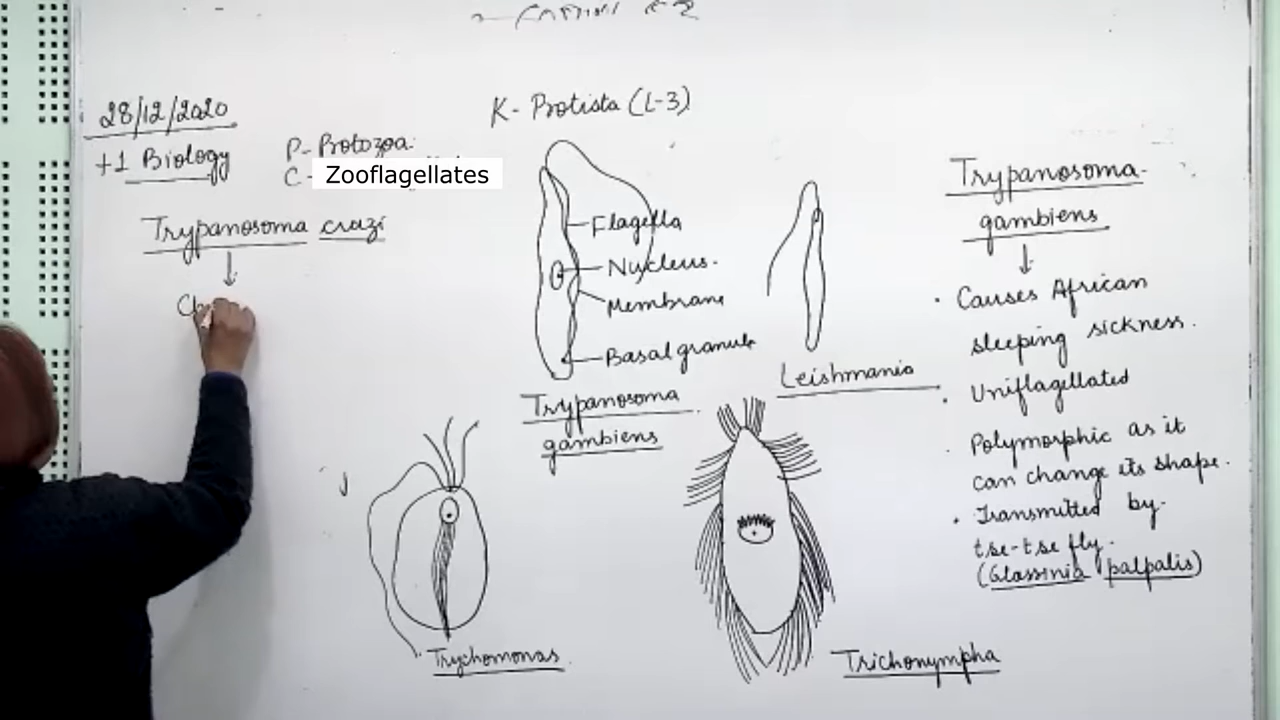 K- Protista (L-3)
28/12/2020
+1 Biology
P- Protozoa
C- Zooflagellates
Trypanosoma cruzi
Flagella
Nucleus.
Membrane
Basal granule
Trypanosoma
gambiens
Leishmania
Trychomonas
Trichonympha
Trypanosoma
gambiens
Causes African
sleeping sickness.
Uniflagellated
Polymorphic as it
can change its shape.
Transmitted by
tse-tse fly.
(Glassinia palpalis)